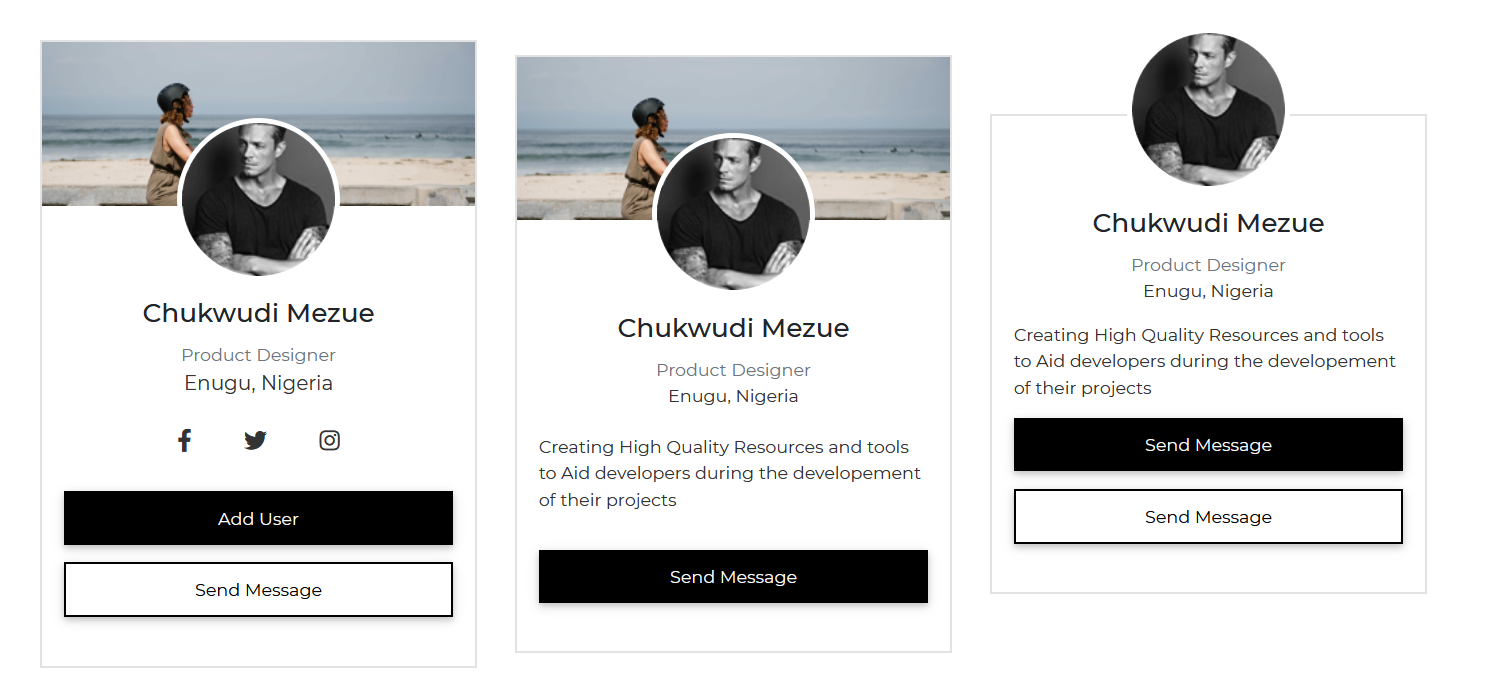 Chukwudi Mezue
Product Designer
Enugu, Nigeria
Add User
Send Message
Chukwudi Mezue
Product Designer
Enugu, Nigeria
Creating High Quality Resources and tools
to Aid developers during the developement
of their projects
Send Message
Chukwudi Mezue
Product Designer
Enugu, Nigeria
Creating High Quality Resources and tools
to Aid developers during the developement
of their projects
Send Message
Send Message